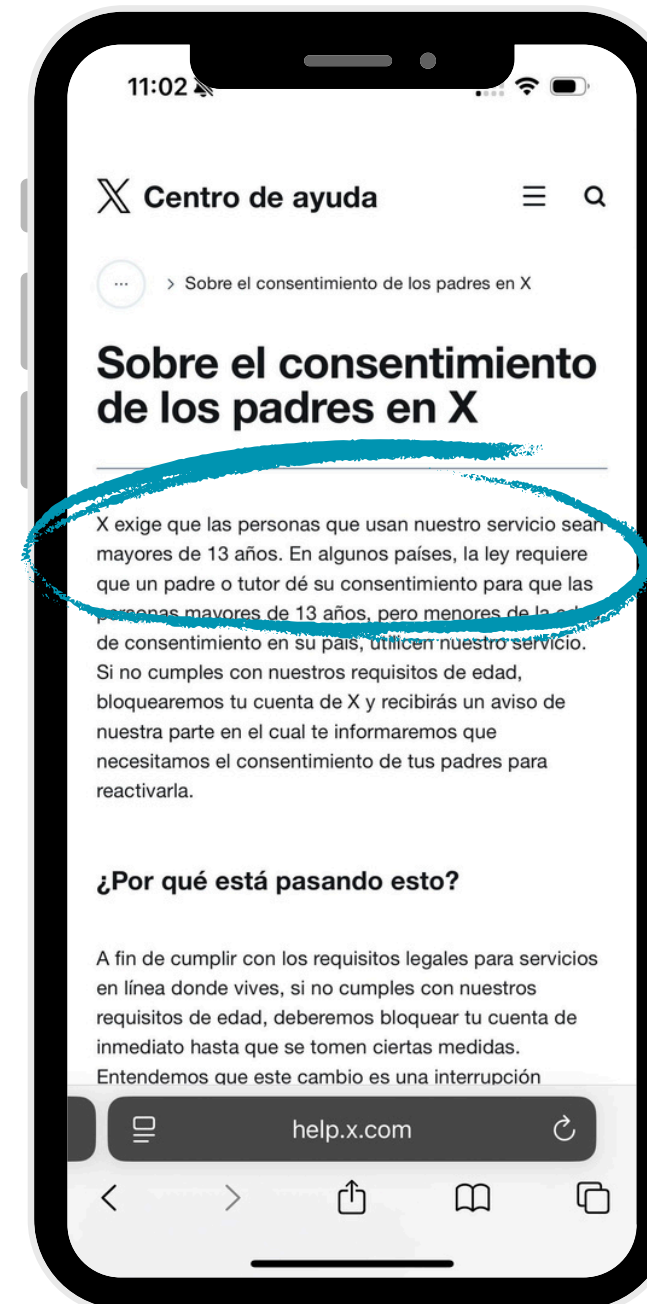 11:02
X Centro de ayuda
... > Sobre el consentimiento de los padres en X
Sobre el consentimiento
de los padres en X
X exige que las personas que usan nuestro servicio sean
mayores de 13 años. En algunos países, la ley requiere
que un padre o tutor dé su consentimiento para que las
personas mayores de 13 años, pero menores de la edad
de consentimiento en su país, utilicen nuestro servicio.
Si no cumples con nuestros requisitos de edad,
bloquearemos tu cuenta de X y recibirás un aviso de
nuestra parte en el cual te informaremos que
necesitamos el consentimiento de tus padres para
reactivarla.
¿Por qué está pasando esto?
A fin de cumplir con los requisitos legales para servicios
en línea donde vives, si no cumples con nuestros
requisitos de edad, deberemos bloquear tu cuenta de
inmediato hasta que se tomen ciertas medidas.
Entendemos que este cambio es una interrupción
help.x.com